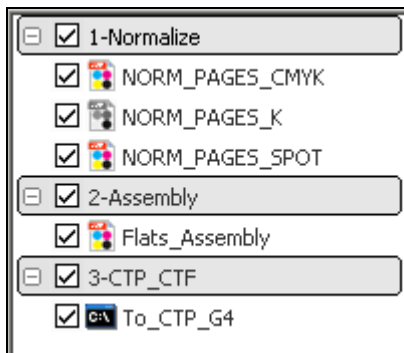 1-Normalize
NORM_PAGES_CMYK
NORM_PAGES_K
NORM_PAGES_SPOT
2-Assembly
Flats_Assembly
3-CTP_CTF
C:\ To_CTP_G4